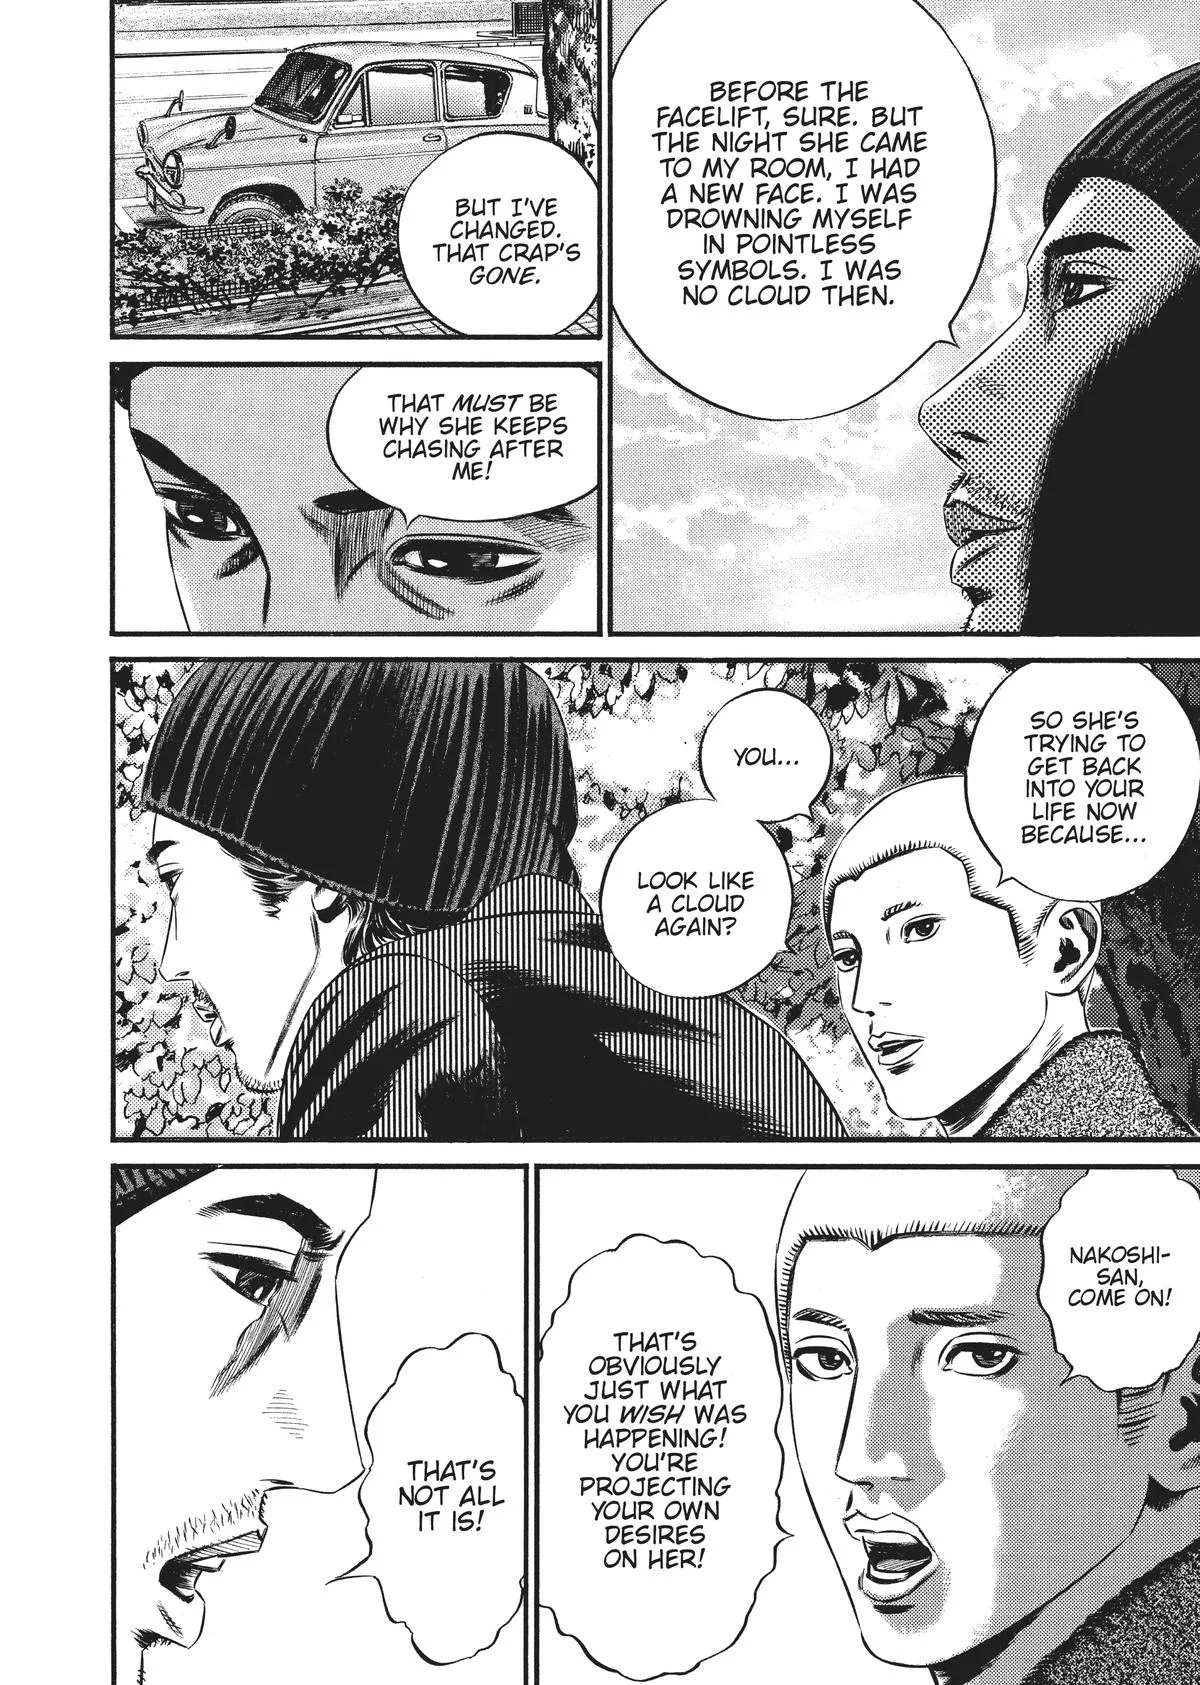 BEFORE THE
FACELIFT, SURE. BUT
THE NIGHT SHE CAME
TO MY ROOM, I HAD
A NEW FACE. I WAS
DROWNING MYSELF
IN POINTLESS
SYMBOLS. I WAS
NO CLOUD THEN.
BUT I'VE
CHANGED.
THAT CRAP'S
GONE.
THAT MUST BE
WHY SHE KEEPS
CHASING AFTER
ME!
SO SHE'S
TRYING TO
GET BACK
INTO YOUR
LIFE NOW
BECAUSE...
YOU...
LOOK LIKE
A CLOUD
AGAIN?
NAKOSHI-
SAN,
COME ON!
THAT'S
OBVIOUSLY
JUST WHAT
YOU WISH WAS
HAPPENING!
YOU'RE
PROJECTING
YOUR OWN
DESIRES
ON HER!
THAT'S
NOT ALL
IT IS!